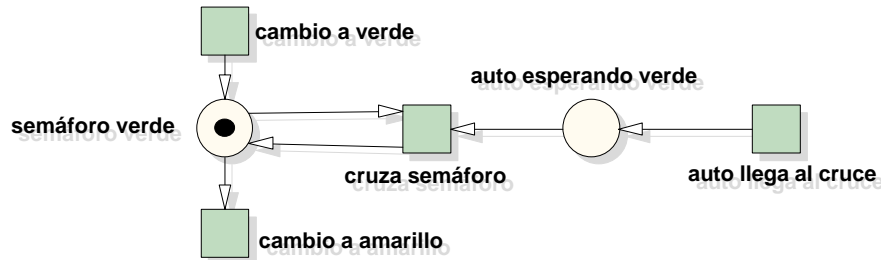 cambio a verde
auto esperando verde
semáforo verde
cruza semáforo
auto llega al cruce
cambio a amarillo